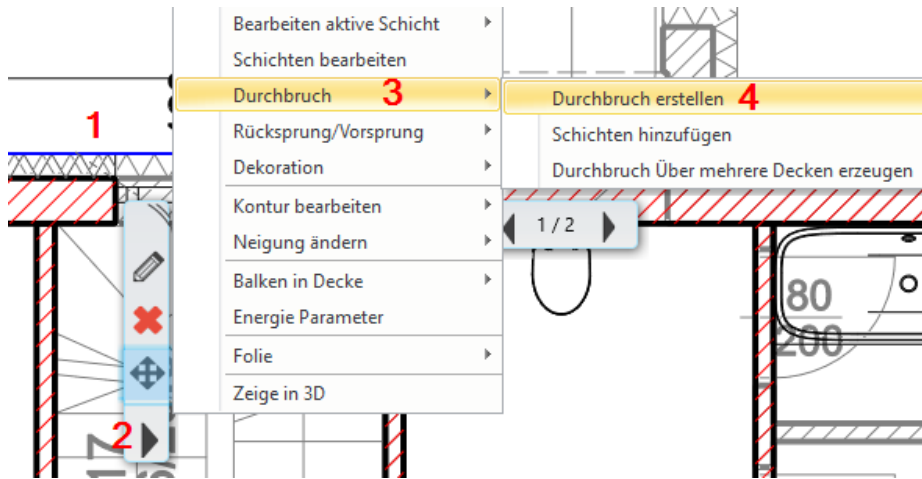 Bearbeiten aktive Schicht
Schichten bearbeiten
Durchbruch 3
Durchbruch erstellen 4
1
Rücksprung/Vorsprung
Schichten hinzufügen
Dekoration
Durchbruch Über mehrere Decken erzeugen
Kontur bearbeiten
1 / 2
Neigung ändern
Balken in Decke
80
200
Energie Parameter
Folie
Zeige in 3D
2
17